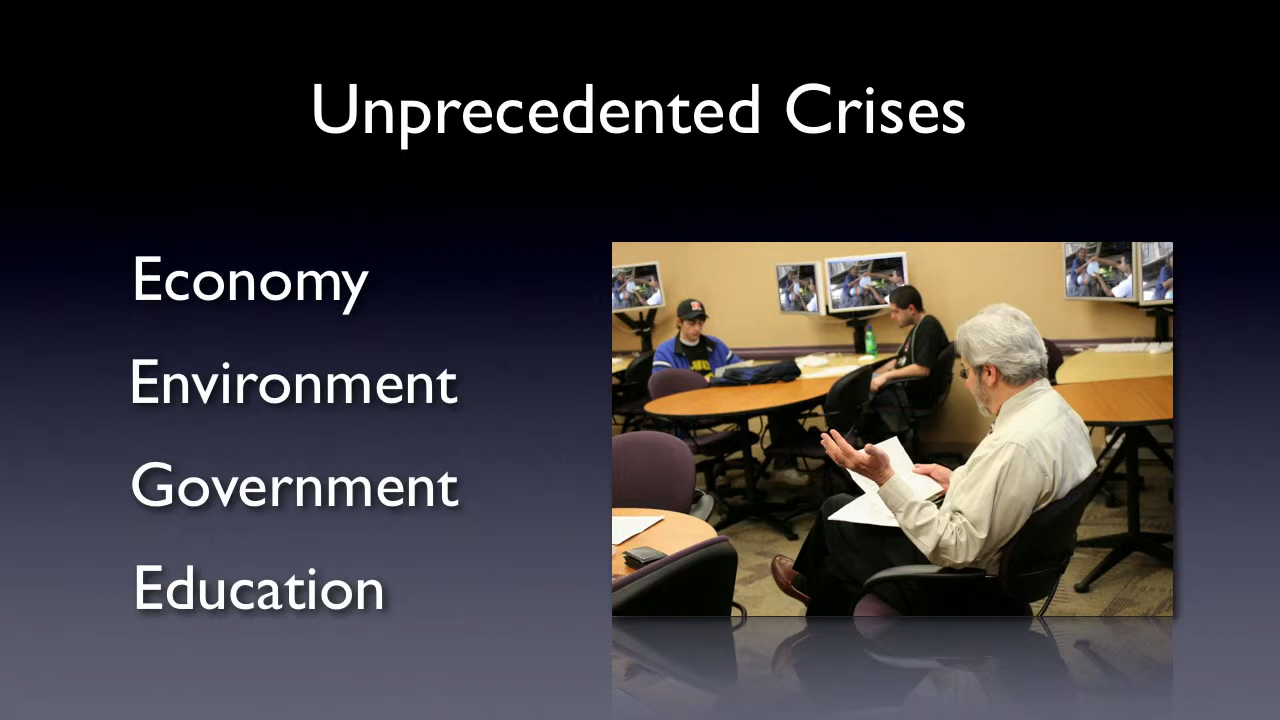 Unprecedented Crises
Economy
Environment
Government
Education